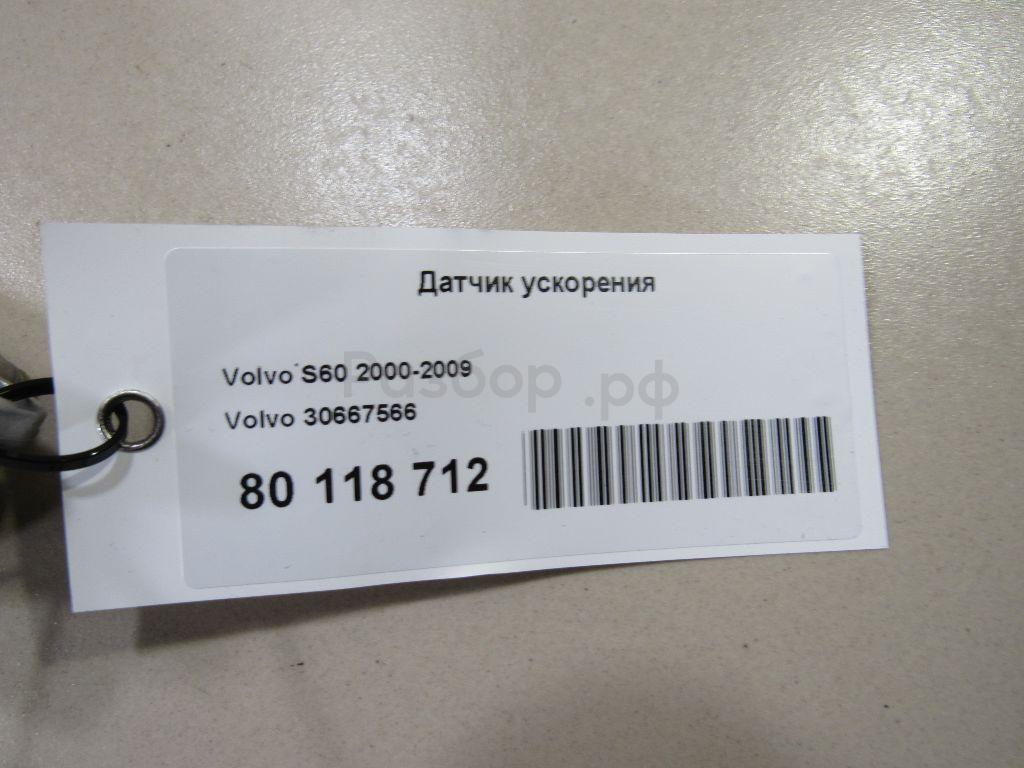 Датчик ускорения
Volvo S60 2000-2009
Разбор.рф
Volvo 30667566
80 118 712